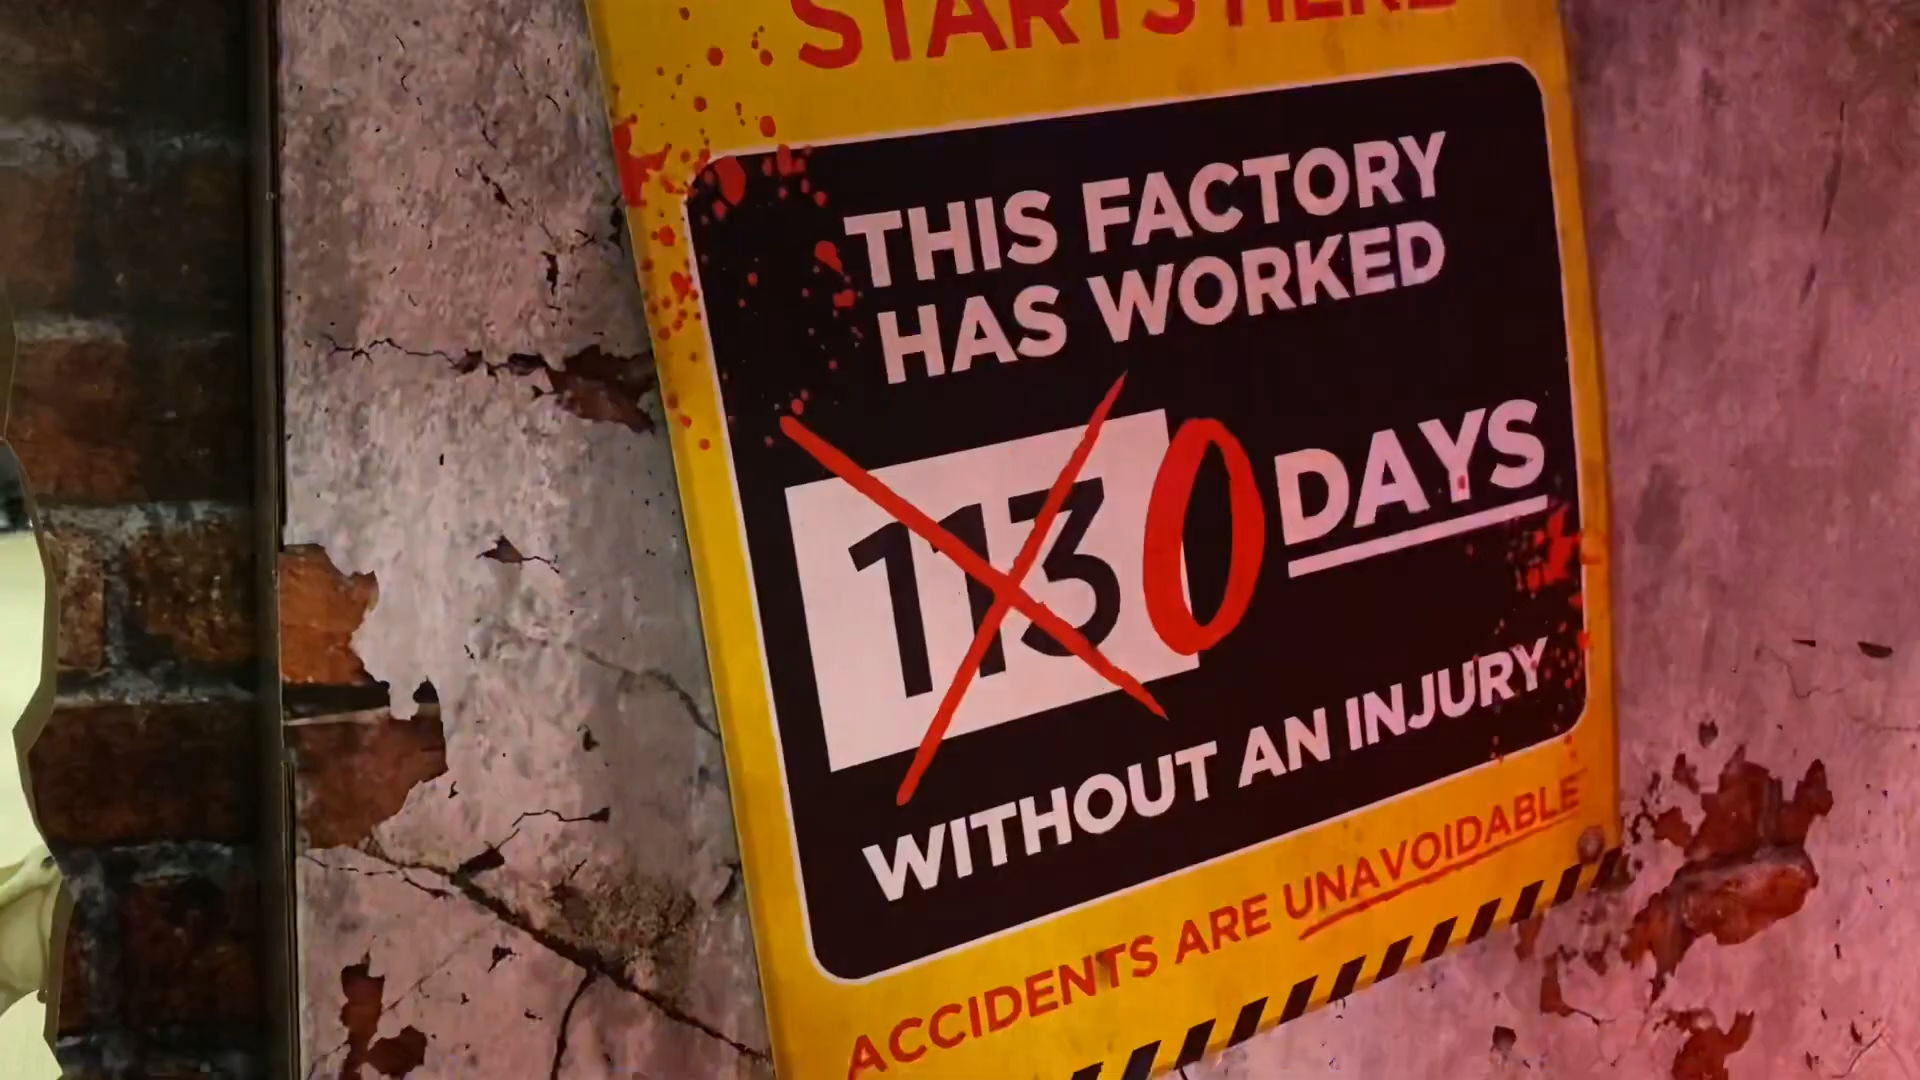 STARTS HERE
THIS FACTORY
HAS WORKED
113 0 DAYS
WITHOUT AN INJURY
ACCIDENTS ARE UNAVOIDABLE